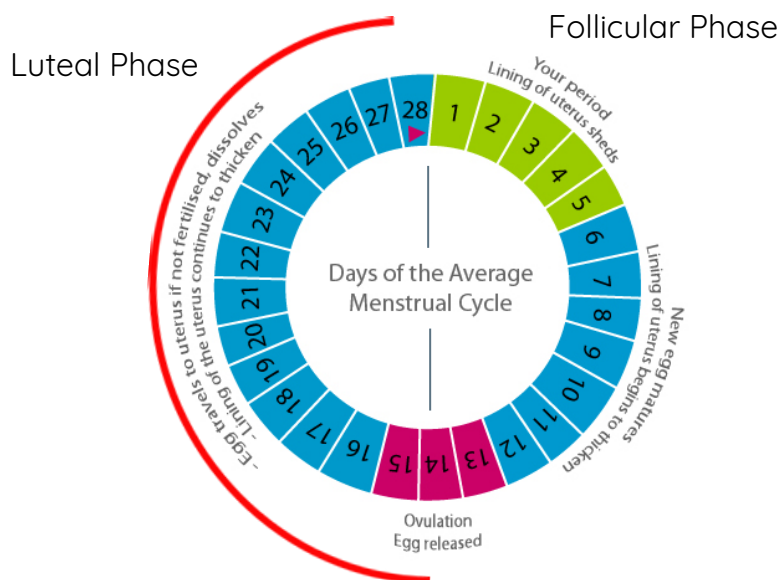 Follicular Phase
Luteal Phase
Your period
Lining of uterus sheds
1
2
3
4
5
6
7
8
9
10
11
12
13
14
15
16
17
18
19
20
21
22
23
24
25
26
27
28
New egg matures
Lining of uterus begins to thicken
Ovulation
Egg released
-Egg travels to uterus if not fertilised, dissolves
- Lining of the uterus continues to thicken
Days of the Average
Menstrual Cycle